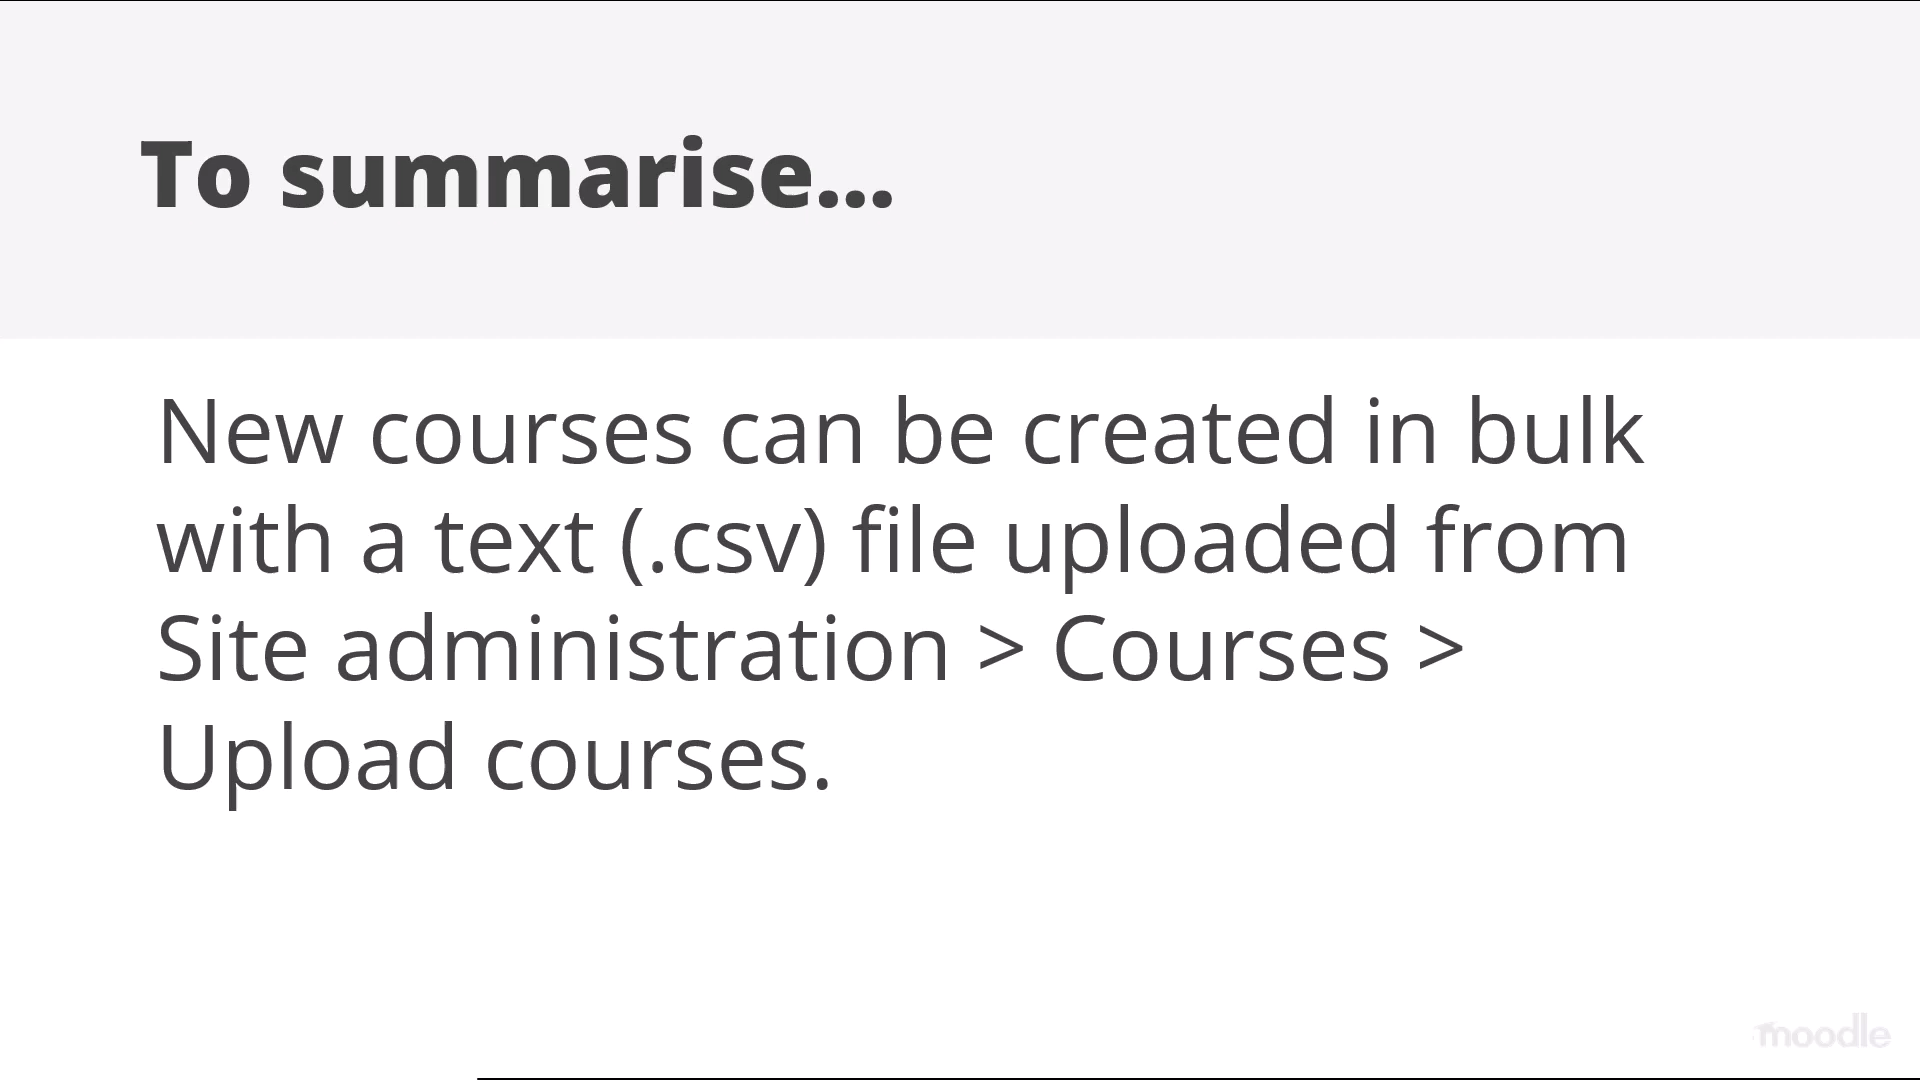 To summarise...
New courses can be created in bulk
with a text (.csv) file uploaded from
Site administration > Courses >
Upload courses.
moodle